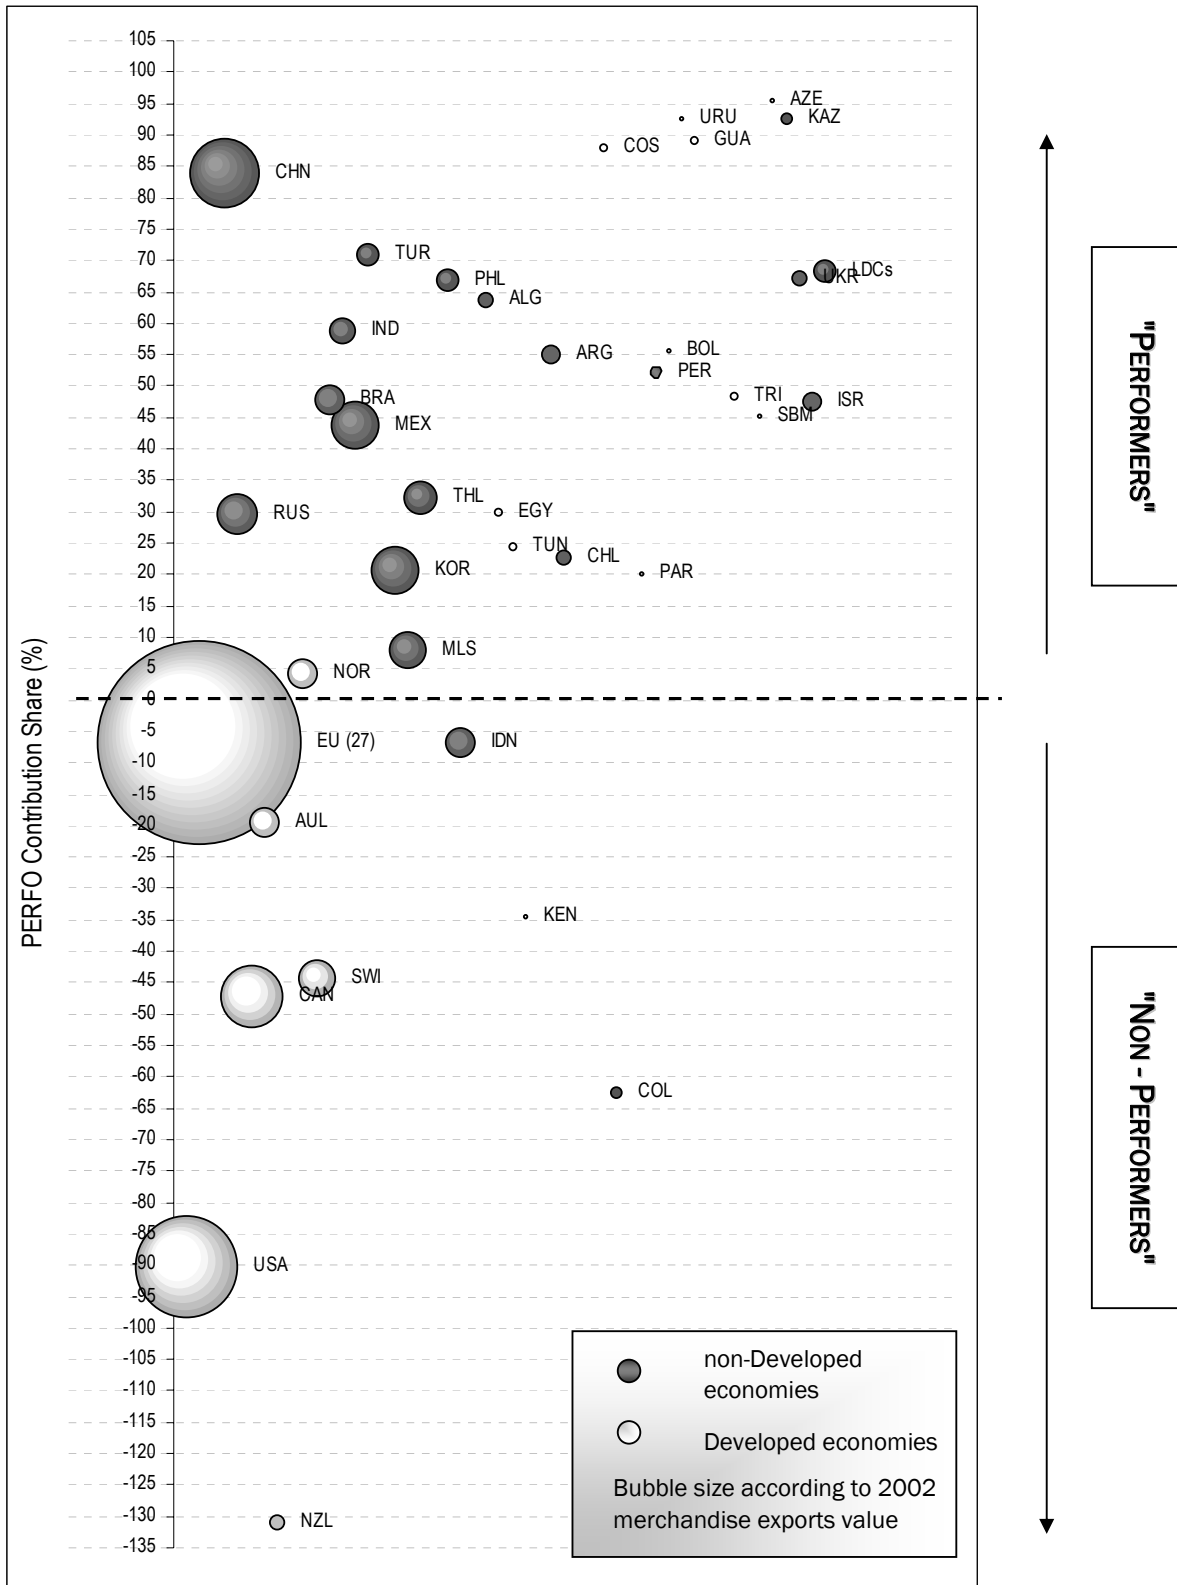 105
100
95
90
85
80
75
70
65
60
55
50
45
40
35
30
25
20
15
10
5
0
-5
-10
-15
-20
-25
-30
-35
-40
-45
-50
-55
-60
-65
-70
-75
-80
-85
-90
-95
-100
-105
-110
-115
-120
-125
-130
-135
PERFO Contribution Share (%)
AZE
URU
KAZ
GUA
COS
CHN
TUR
LDCs
PHL
UKR
ALG
IND
BOL
ARG
PER
BRA
TRI
ISR
MEX
SBM
THL
RUS
EGY
TUN
CHL
KOR
PAR
MLS
NOR
EU (27)
IDN
AUL
KEN
SWI
CAN
COL
USA
NZL
non-Developed
economies
Developed economies
Bubble size according to 2002
merchandise exports value
"PERFORMERS"
"NON - PERFORMERS"